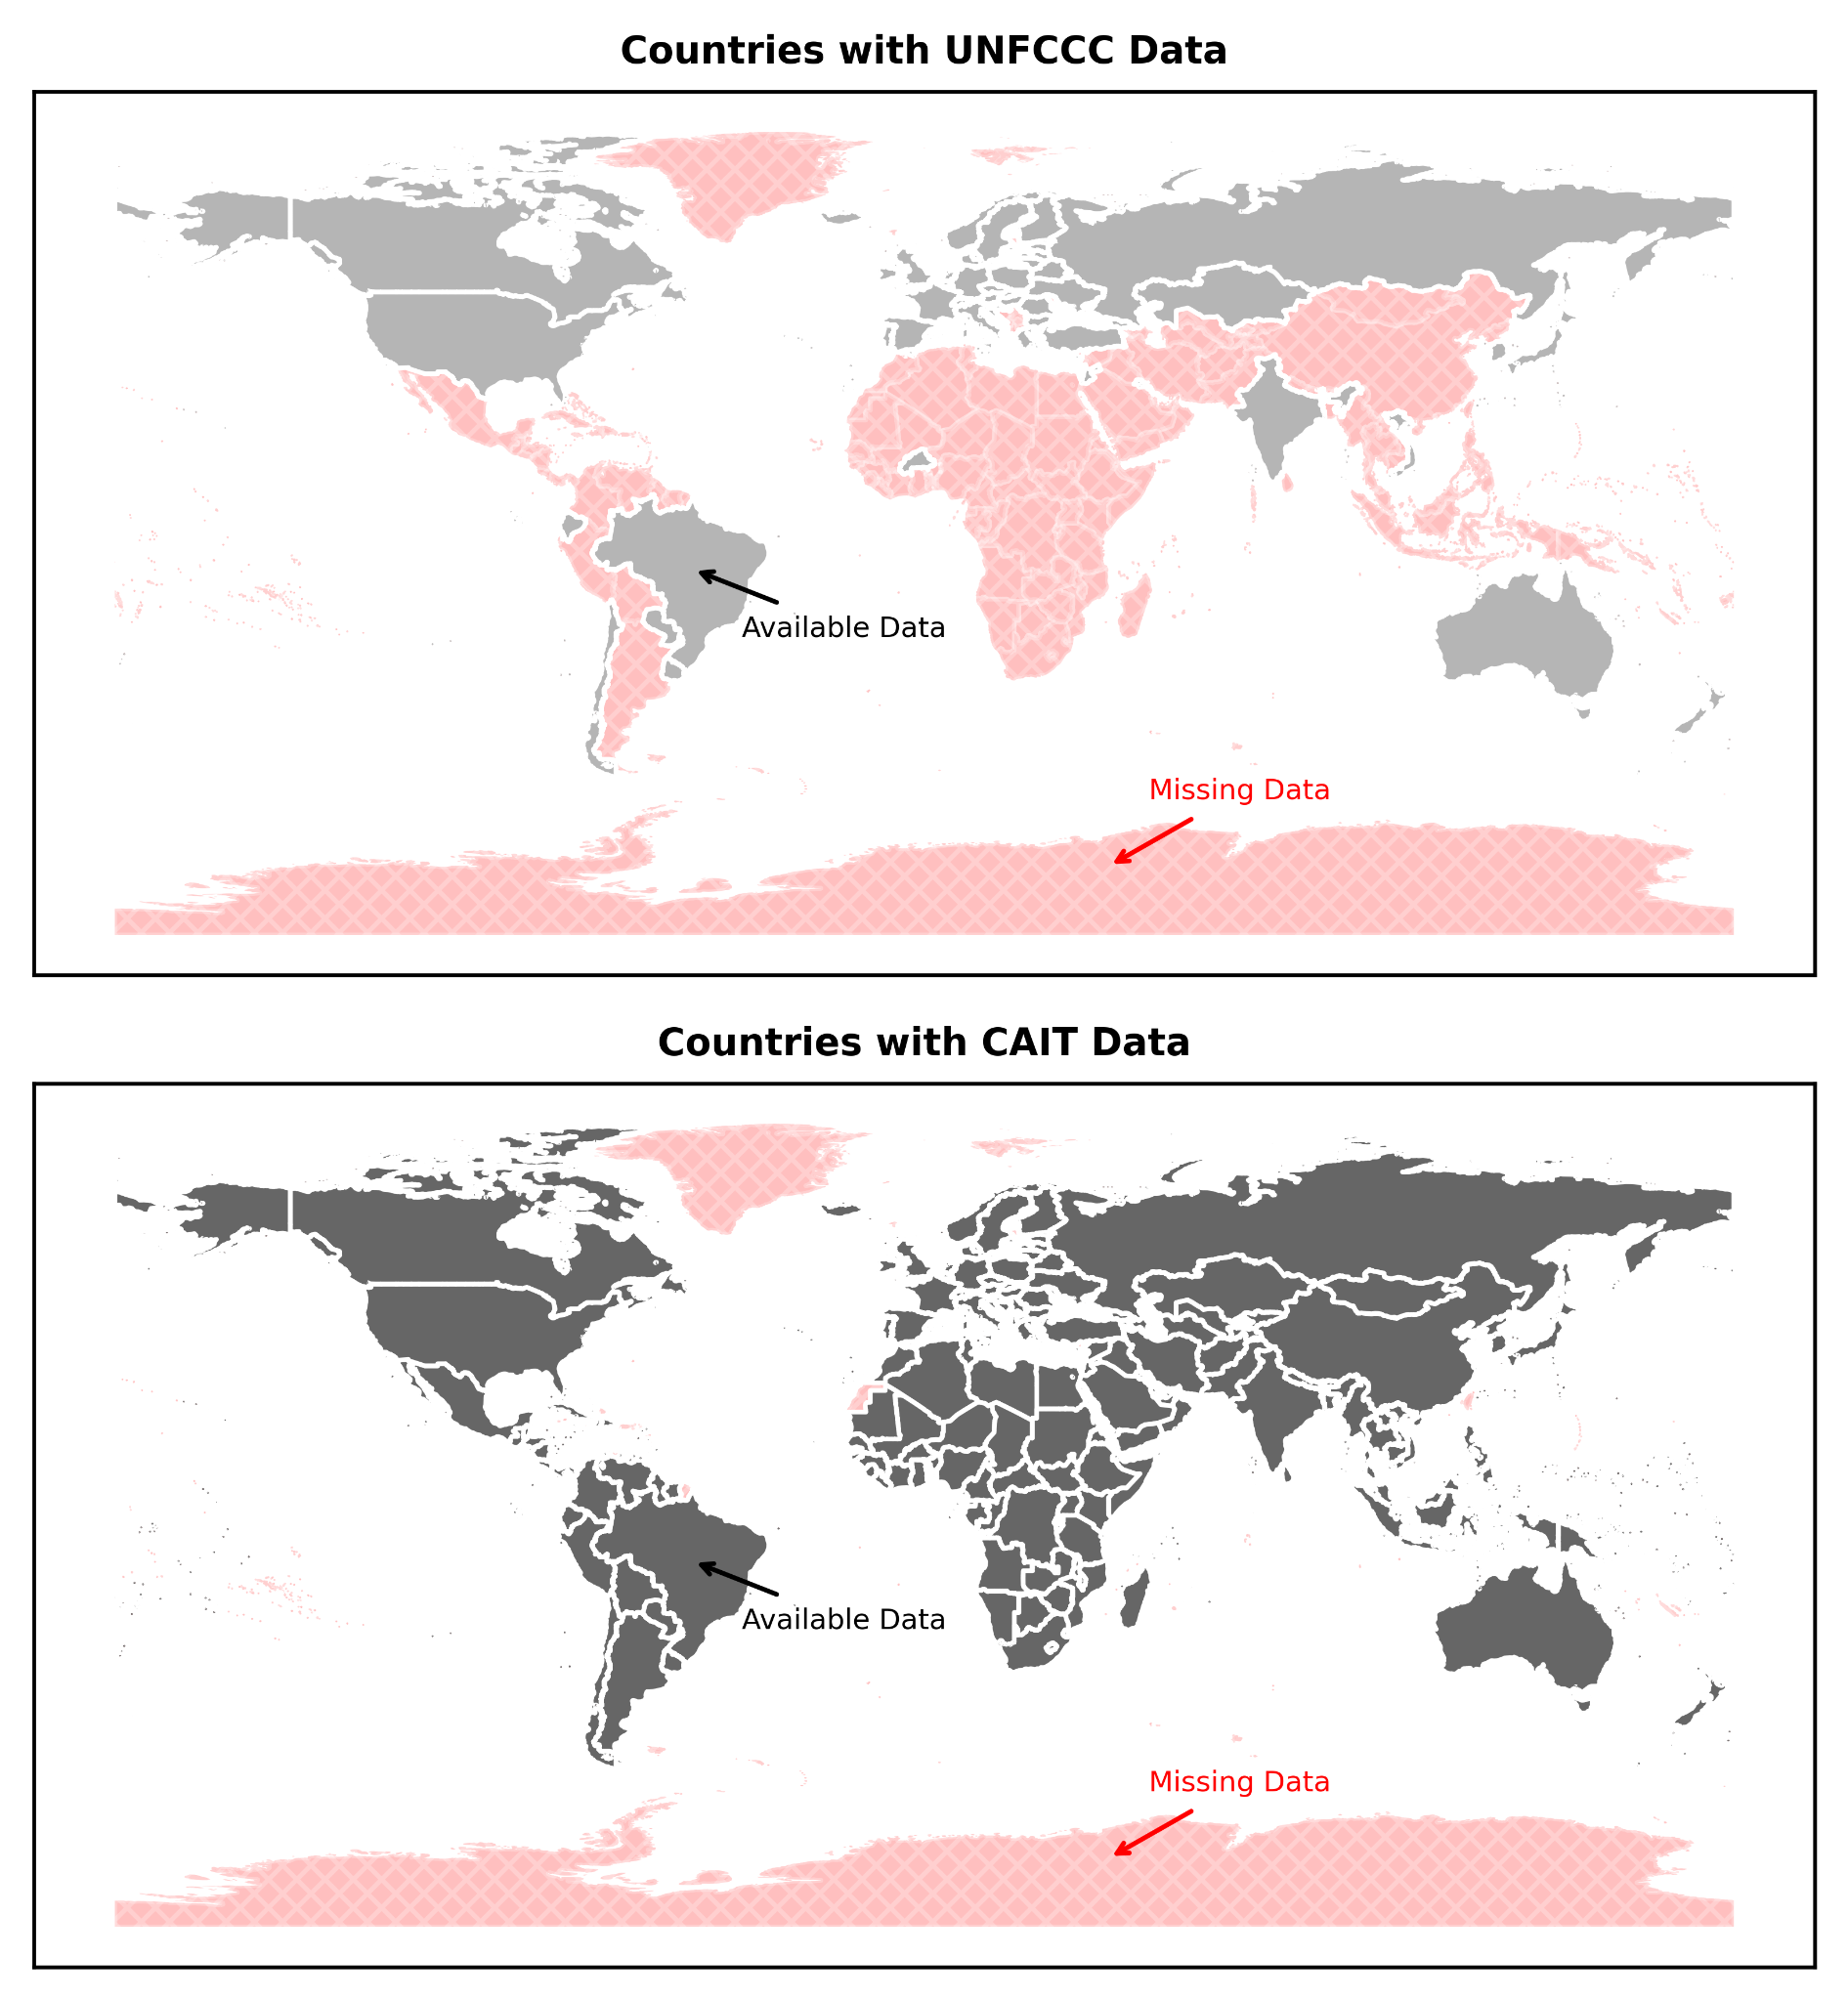 Countries with UNFCCC Data
Available Data
Missing Data
Countries with CAIT Data
Available Data
Missing Data